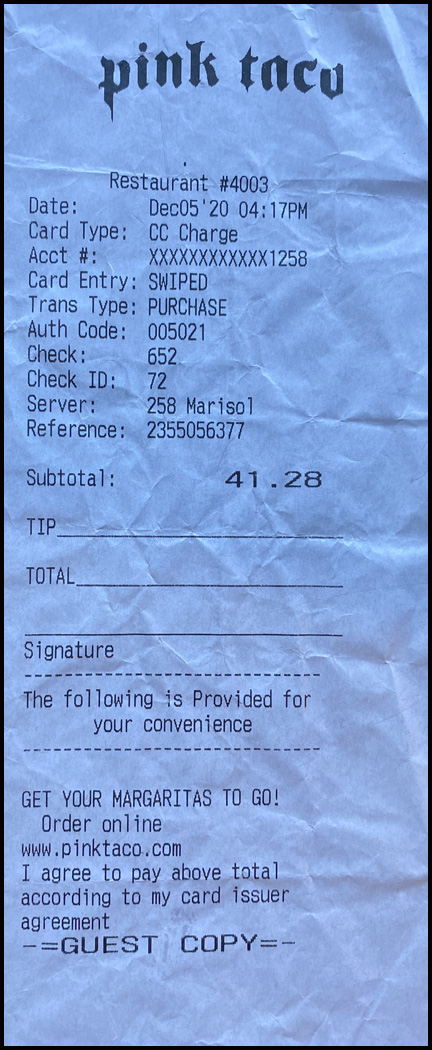 pink taco
Restaurant #4003
Date: Dec05'20 04:17PM
Card Type: CC Charge
Acct #: XXXXXXXXXXXX1258
Card Entry: SWIPED
Trans Type: PURCHASE
Auth Code: 005021
Check: 652
Check ID: 72
Server: 258 Marisol
Reference: 2355056377
Subtotal: 41.28
TIP
TOTAL
Signature
The following is Provided for
your convenience
GET YOUR MARGARITAS TO GO!
Order online
www.pinktaco.com
I agree to pay above total
according to my card issuer
agreement
-=GUEST COPY=-